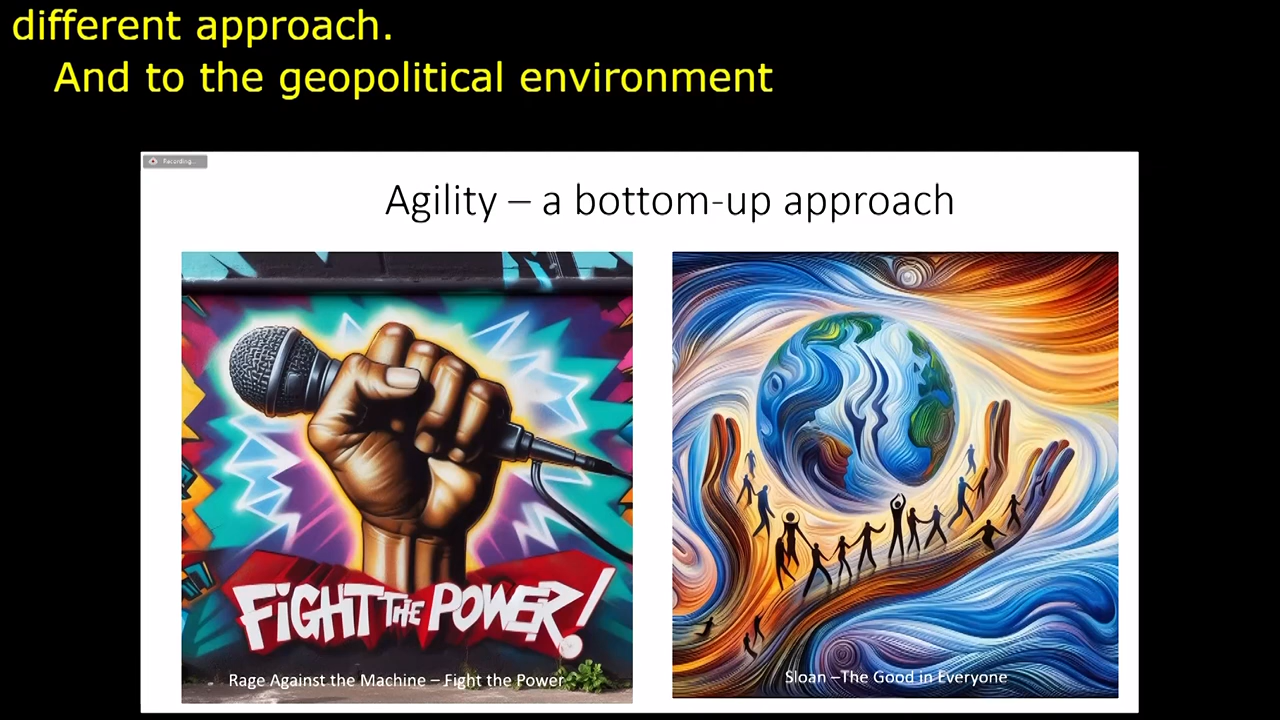 different approach.
And to the geopolitical environment
Recording...
Agility – a bottom-up approach
FiGHT THE POWER!
Rage Against the Machine – Fight the Power
Sloan –The Good in Everyone